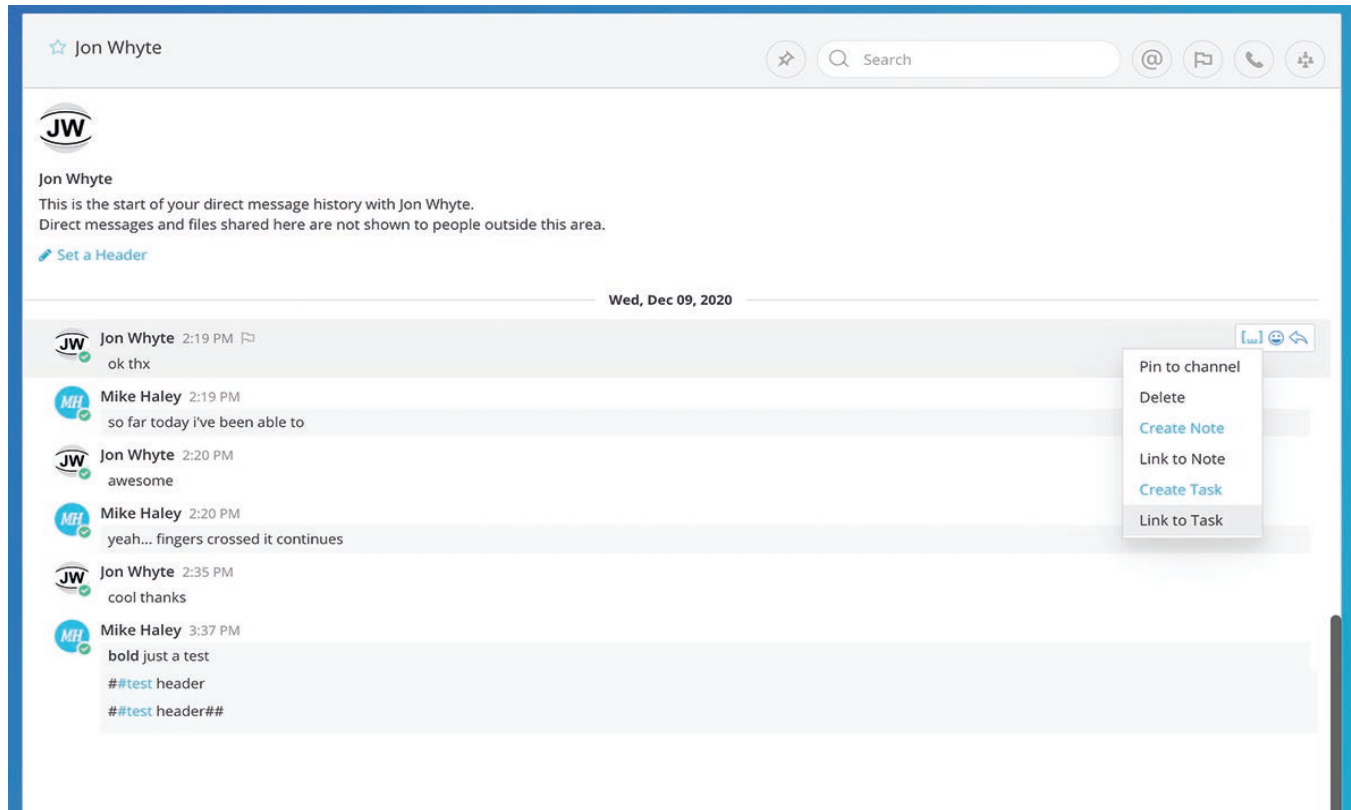 Jon Whyte
Search
@
JW
Jon Whyte
This is the start of your direct message history with Jon Whyte.
Direct messages and files shared here are not shown to people outside this area.
Set a Header
Wed, Dec 09, 2020
JW
Jon Whyte 2:19 PM
[...]
ok thx
Pin to channel
Delete
Create Note
Link to Note
Create Task
Link to Task
MH
Mike Haley 2:19 PM
so far today i've been able to
JW
Jon Whyte 2:20 PM
awesome
MH
Mike Haley 2:20 PM
yeah... fingers crossed it continues
JW
Jon Whyte 2:35 PM
cool thanks
MH
Mike Haley 3:37 PM
bold just a test
##test header
##test header##